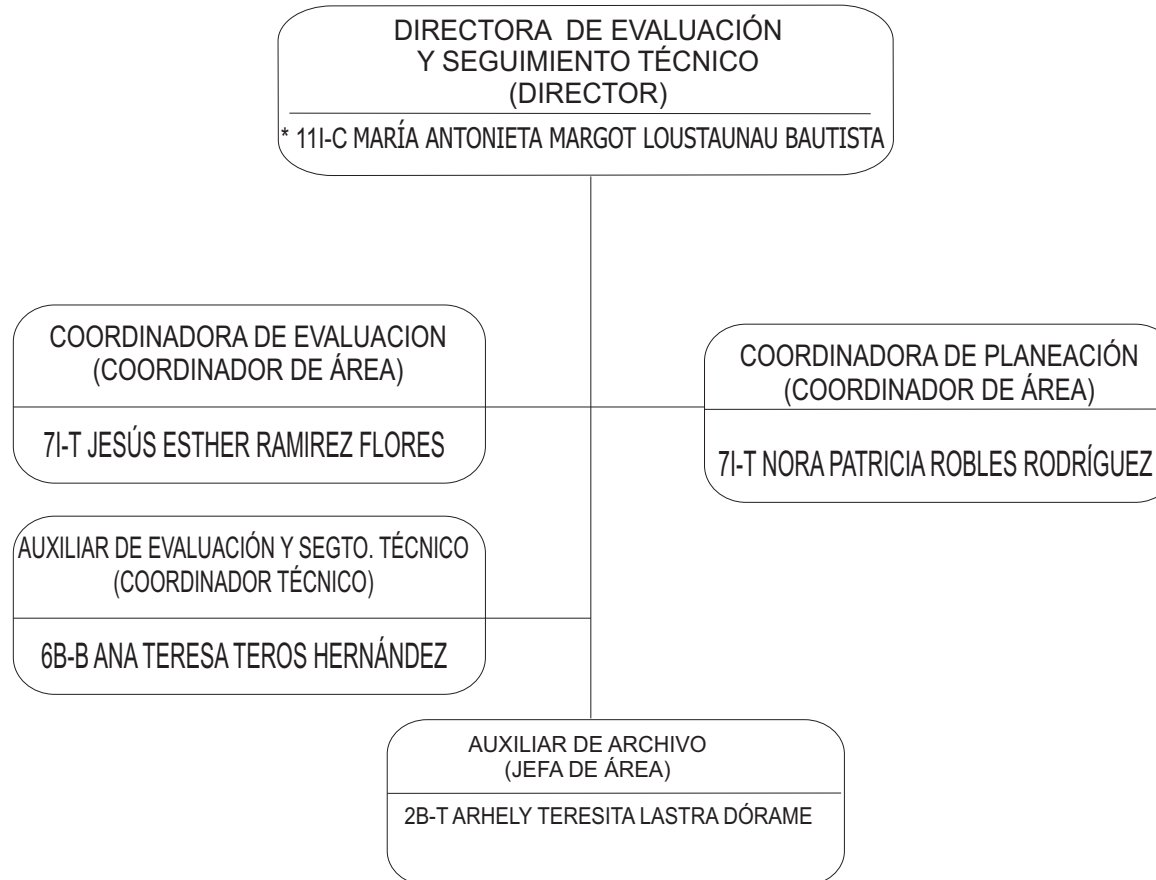 DIRECTORA DE EVALUACIÓN
Y SEGUIMIENTO TÉCNICO
(DIRECTOR)
* 11I-C MARÍA ANTONIETA MARGOT LOUSTAUNAU BAUTISTA
COORDINADORA DE EVALUACION
(COORDINADOR DE ÁREA)
7I-T JESÚS ESTHER RAMIREZ FLORES
COORDINADORA DE PLANEACIÓN
(COORDINADOR DE ÁREA)
7I-T NORA PATRICIA ROBLES RODRÍGUEZ
AUXILIAR DE EVALUACIÓN Y SEGTO. TÉCNICO
(COORDINADOR TÉCNICO)
6B-B ANA TERESA TEROS HERNÁNDEZ
AUXILIAR DE ARCHIVO
(JEFA DE ÁREA)
2B-T ARHELY TERESITA LASTRA DÓRAME